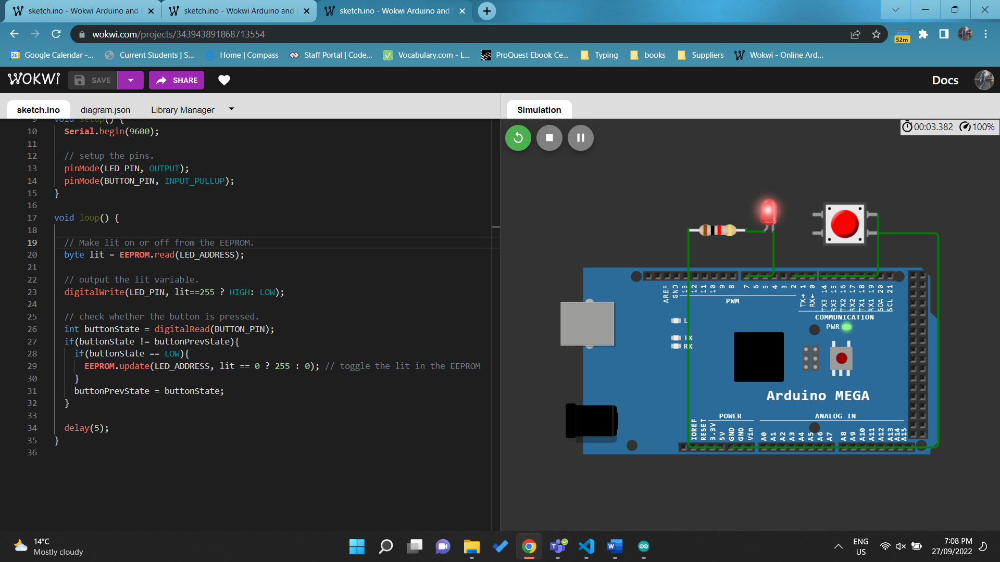 sketch.ino - Wokwi Arduino and
sketch.ino - Wokwi Arduino and
sketch.ino - Wokwi Arduino and
wokwi.com/projects/343943891868713554
52m
26
Google Calendar -...
Current Students | S...
Home | Compass
Staff Portal | Code...
Vocabulary.com - L...
ProQuest Ebook Ce...
Typing
books
Suppliers
Wokwi - Online Ard...
WOKWI
SAVE
SHARE
Docs
sketch.ino
diagram.json
Library Manager
Simulation
00:03.382
100%
9 void setup() {
10 Serial.begin(9600);
11
12 // setup the pins.
13 pinMode(LED_PIN, OUTPUT);
14 pinMode(BUTTON_PIN, INPUT_PULLUP);
15 }
16
17 void loop() {
18
19 // Make lit on or off from the EEPROM.
20 byte lit = EEPROM.read(LED_ADDRESS);
21
22 // output the lit variable.
23 digitalWrite(LED_PIN, lit==255 ? HIGH: LOW);
24
25 // check whether the button is pressed.
26 int buttonState = digitalRead(BUTTON_PIN);
27 if(buttonState != buttonPrevState){
28 if(buttonState == LOW){
29 EEPROM.update(LED_ADDRESS, lit == 0 ? 255 : 0); // toggle the lit in the EEPROM
30 }
31 buttonPrevState = buttonState;
32 }
33
34 delay(5);
35 }
36
AREF GND 13 12 11 10 9 8 7 6 5 4 3 2 1 0 14 15 16 17 18 19 20 21
TX→ RX← TX3 RX3 TX2 RX2 TX1 RX1 SDA SCL
PWM
COMMUNICATION
L
PWR
TX
RX
Arduino MEGA
POWER
ANALOG IN
IOREF RESET 3.3V 5V GND GND Vin A0 A1 A2 A3 A4 A5 A6 A7 A8 A9 A10 A11 A12 A13 A14 A15
14°C
Mostly cloudy
ENG
US
7:08 PM
27/09/2022